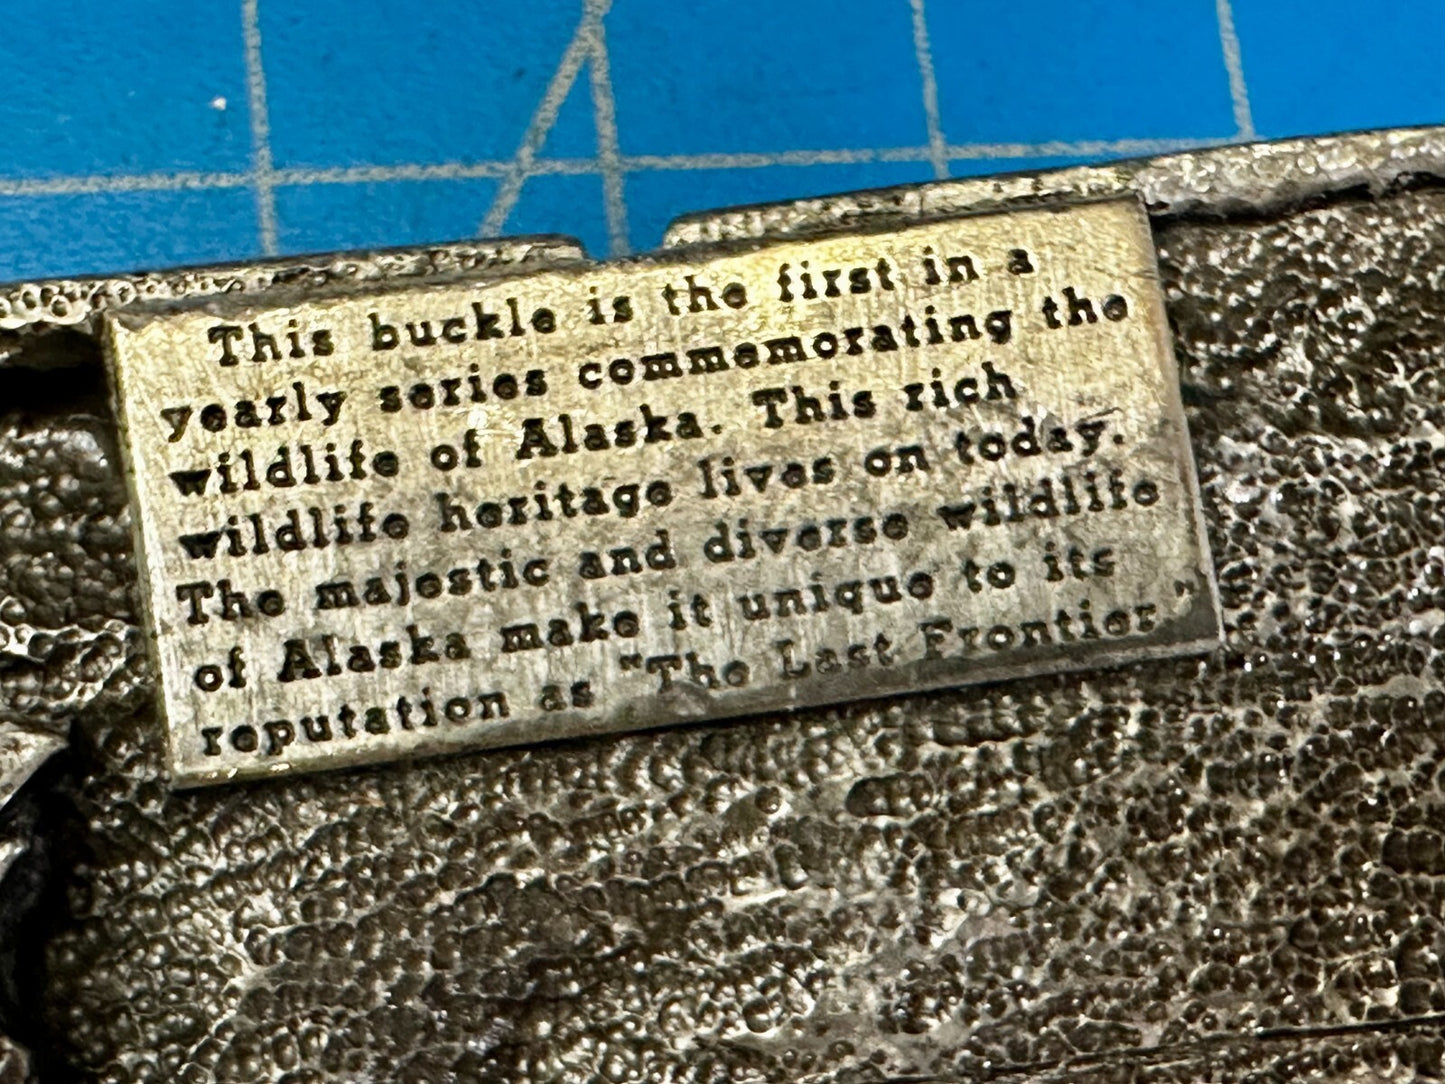 This buckle is the first in a
yearly series commemorating the
wildlife of Alaska. This rich
wildlife heritage lives on today.
The majestic and diverse wildlife
of Alaska make it unique to its
reputation as "The Last Frontier."